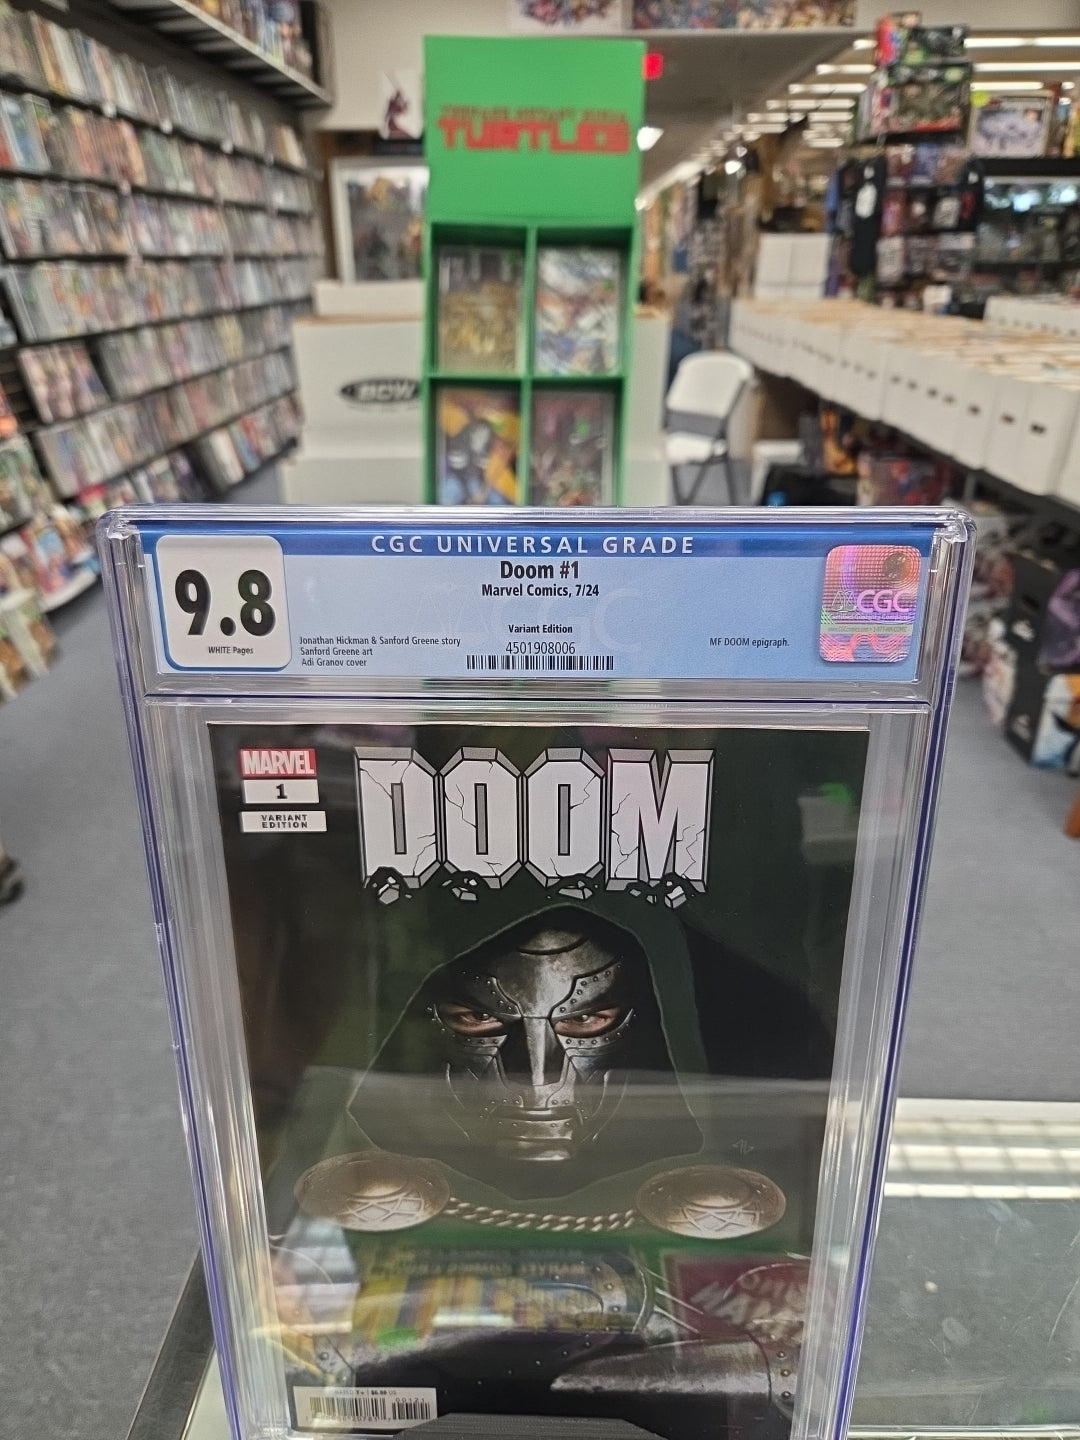 TURTLES
BCW
CGC UNIVERSAL GRADE
9.8
WHITE Pages
Doom #1
Marvel Comics, 7/24
Variant Edition
4501908006
Jonathan Hickman & Sanford Greene story
Sanford Greene art
Adi Granov cover
MF DOOM epigraph.
CGC
MARVEL
1
VARIANT
EDITION
DOOM